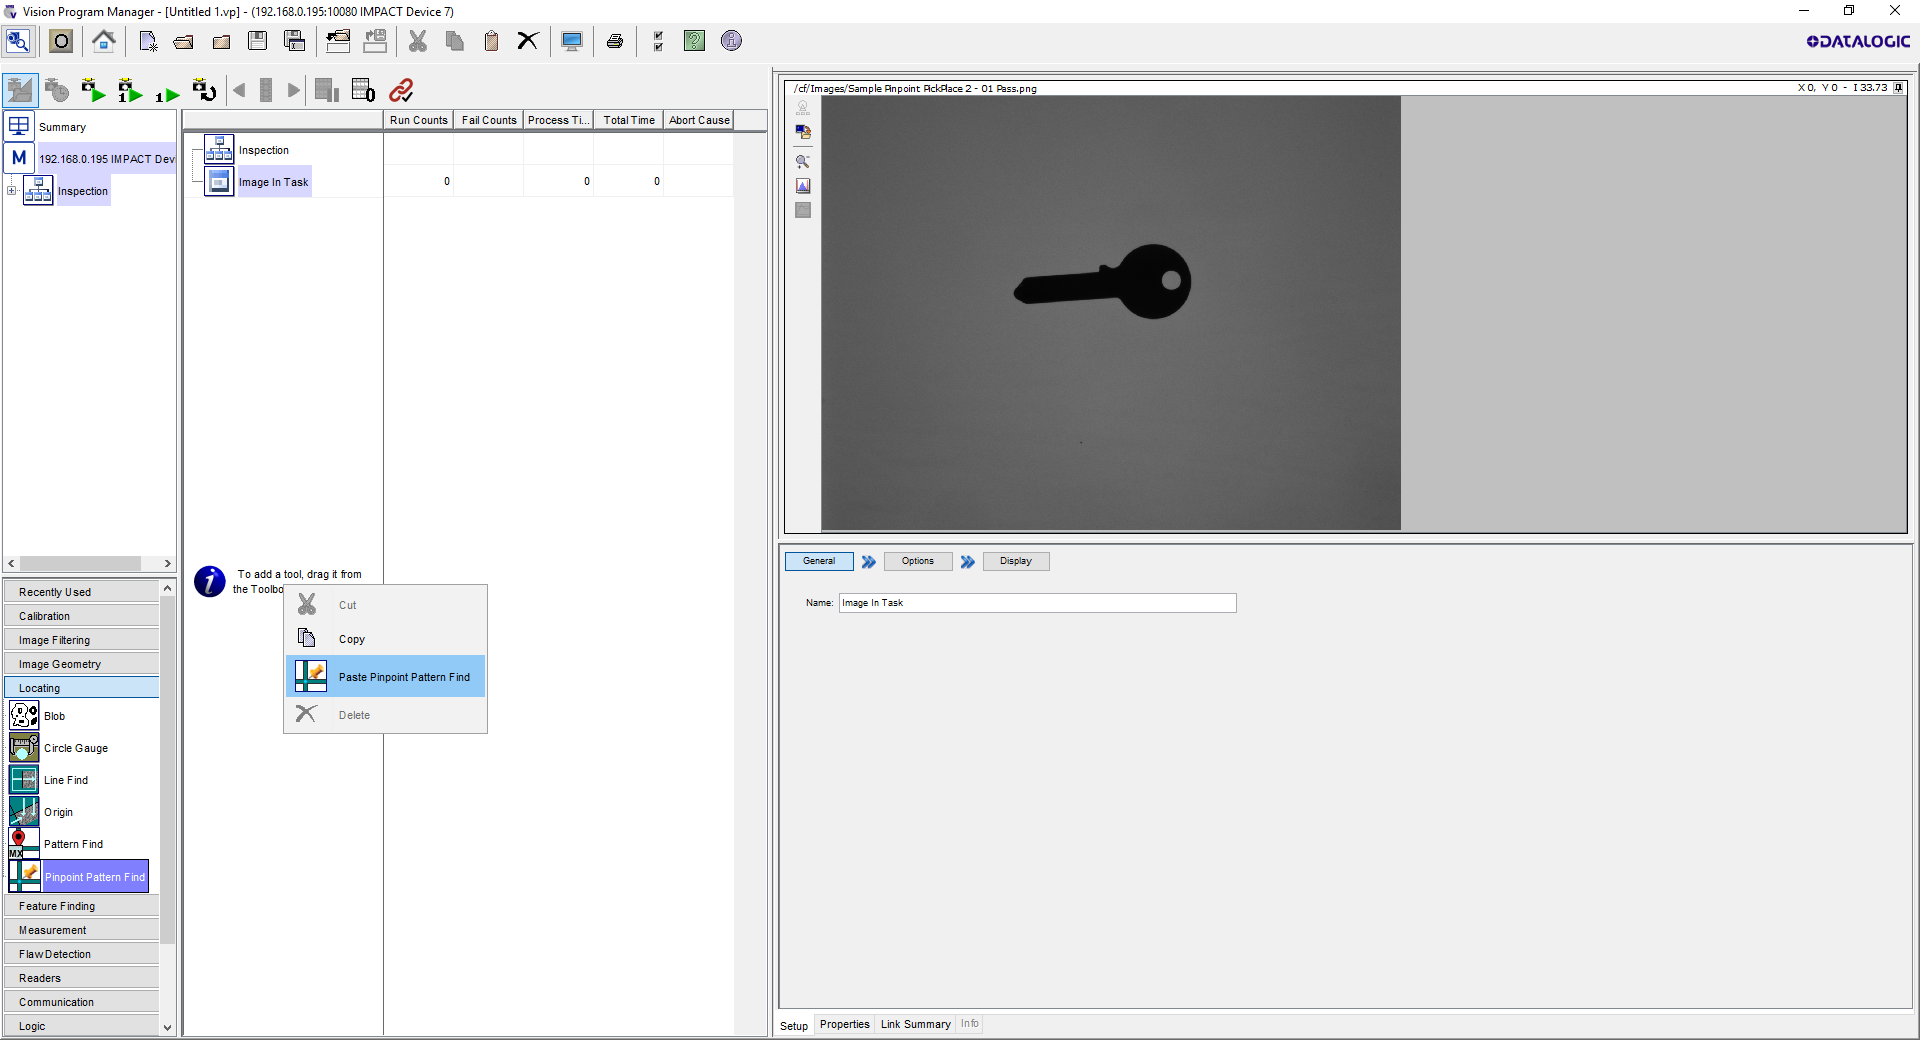 Vision Program Manager - [Untitled 1.vp] - (192.168.0.195:10080 IMPACT Device 7)
O
DATALOGIC
1
1
0
Summary
M
192.168.0.195 IMPACT Dev
Inspection
Run Counts Fail Counts Process Ti... Total Time Abort Cause
Inspection
Image In Task 0 0 0
/cf/Images/Sample Pinpoint PickPlace 2 - 01 Pass.png X 0, Y 0 - I 33.73
i To add a tool, drag it from
the Toolbo
Cut
Copy
Paste Pinpoint Pattern Find
Delete
Recently Used
Calibration
Image Filtering
Image Geometry
Locating
Blob
Circle Gauge
Line Find
Origin
Pattern Find
MX
Pinpoint Pattern Find
Feature Finding
Measurement
Flaw Detection
Readers
Communication
Logic
General Options Display
Name: Image In Task
Setup Properties Link Summary Info